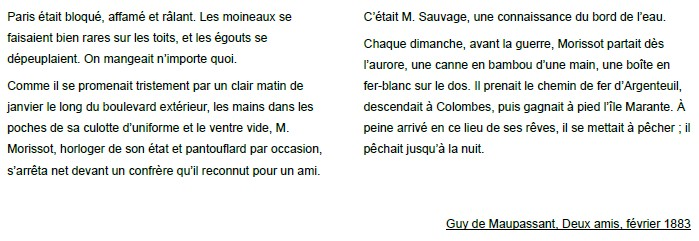 Paris était bloqué, affamé et râlant. Les moineaux se
faisaient bien rares sur les toits, et les égouts se
dépeuplaient. On mangeait n’importe quoi.
Comme il se promenait tristement par un clair matin de
janvier le long du boulevard extérieur, les mains dans les
poches de sa culotte d’uniforme et le ventre vide, M.
Morissot, horloger de son état et pantouflard par occasion,
s’arrêta net devant un confrère qu’il reconnut pour un ami.
C’était M. Sauvage, une connaissance du bord de l’eau.
Chaque dimanche, avant la guerre, Morissot partait dès
l’aurore, une canne en bambou d’une main, une boîte en
fer-blanc sur le dos. Il prenait le chemin de fer d’Argenteuil,
descendait à Colombes, puis gagnait à pied l’île Marante. À
peine arrivé en ce lieu de ses rêves, il se mettait à pêcher ; il
pêchait jusqu’à la nuit.
Guy de Maupassant, Deux amis, février 1883